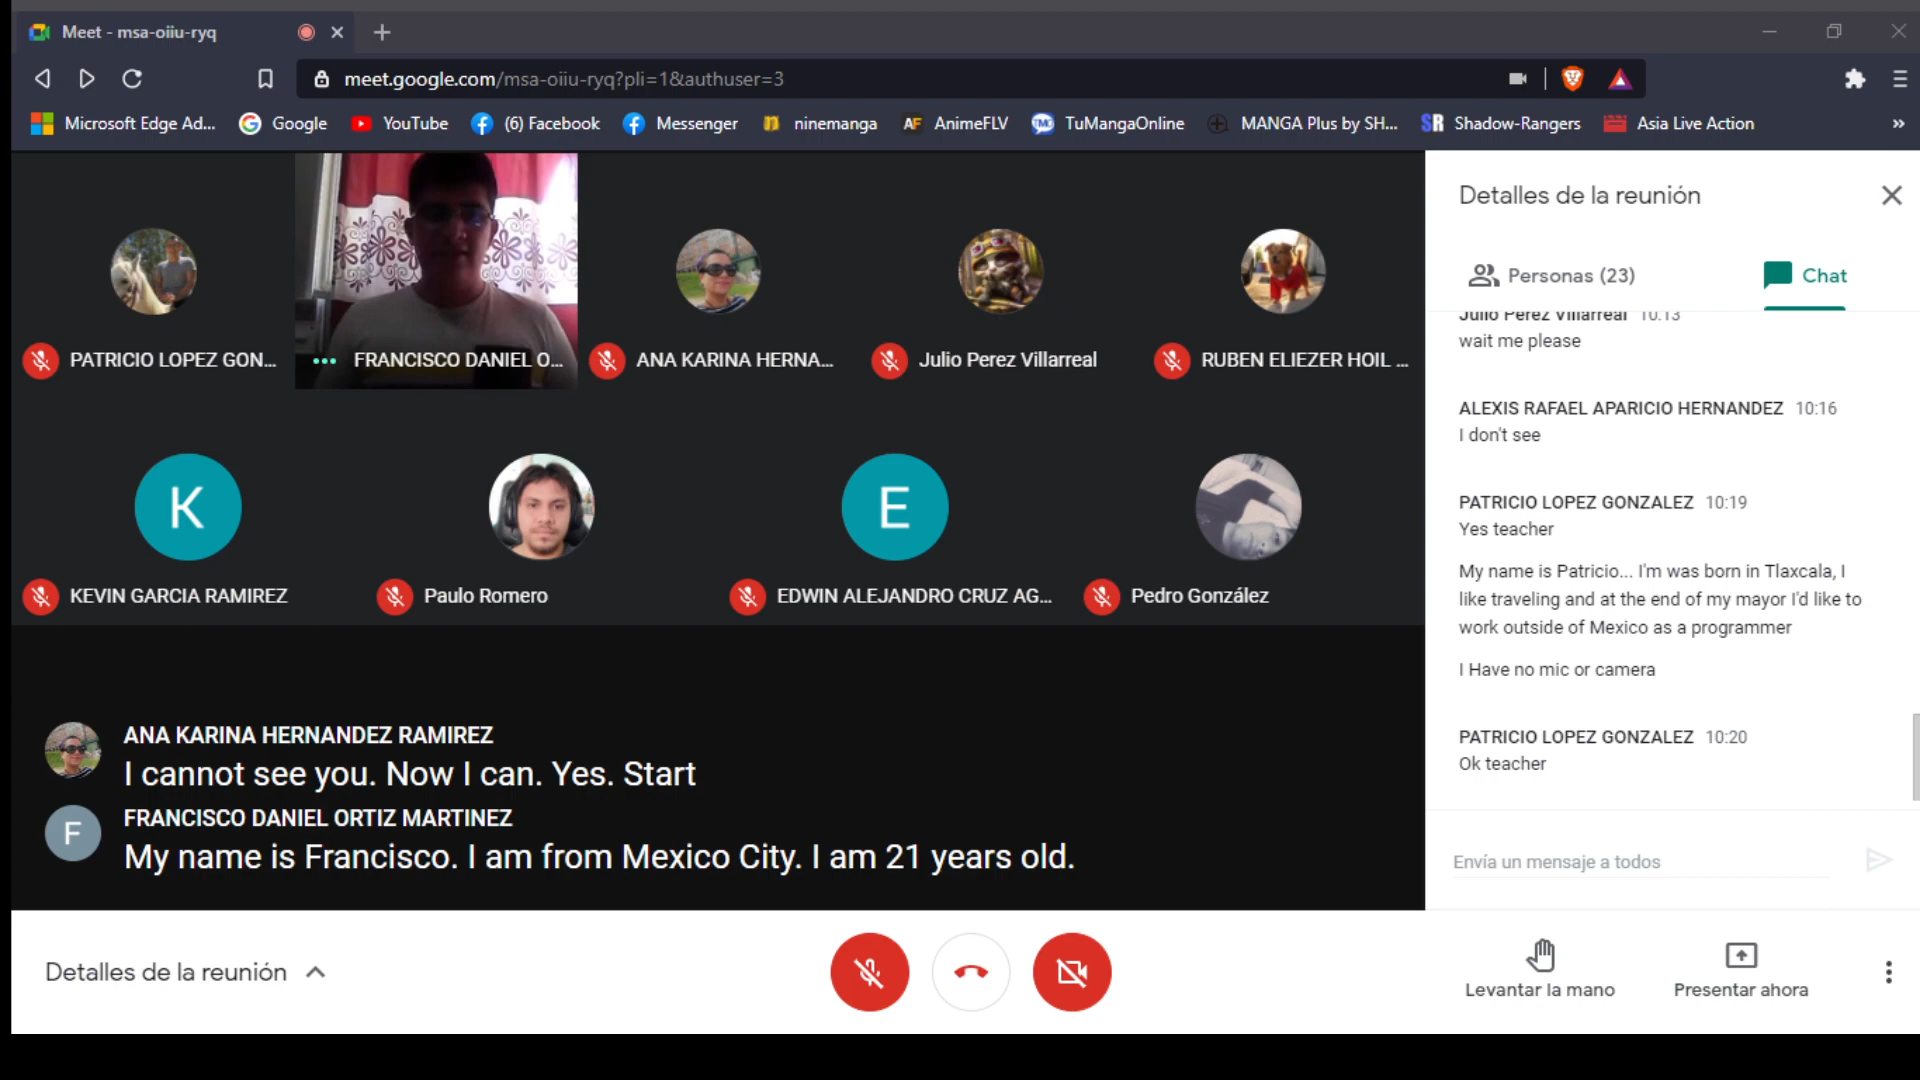 Meet - msa-oiiu-ryq
meet.google.com/msa-oiiu-ryq?pli=1&authuser=3
Microsoft Edge Ad...
Google
YouTube
(6) Facebook
Messenger
ninemanga
AF AnimeFLV
TMO TuMangaOnline
MANGA Plus by SH...
SR Shadow-Rangers
Asia Live Action
»
PATRICIO LOPEZ GON...
FRANCISCO DANIEL O...
ANA KARINA HERNA...
Julio Perez Villarreal
RUBEN ELIEZER HOIL ...
K
E
KEVIN GARCIA RAMIREZ
Paulo Romero
EDWIN ALEJANDRO CRUZ AG...
Pedro González
ANA KARINA HERNANDEZ RAMIREZ
I cannot see you. Now I can. Yes. Start
F
FRANCISCO DANIEL ORTIZ MARTINEZ
My name is Francisco. I am from Mexico City. I am 21 years old.
Detalles de la reunión
Personas (23)
Chat
Julio Perez Villarreal 10:13
wait me please
ALEXIS RAFAEL APARICIO HERNANDEZ 10:16
I don't see
PATRICIO LOPEZ GONZALEZ 10:19
Yes teacher
My name is Patricio... I'm was born in Tlaxcala, I
like traveling and at the end of my mayor I'd like to
work outside of Mexico as a programmer
I Have no mic or camera
PATRICIO LOPEZ GONZALEZ 10:20
Ok teacher
Envía un mensaje a todos
Detalles de la reunión
Levantar la mano
Presentar ahora